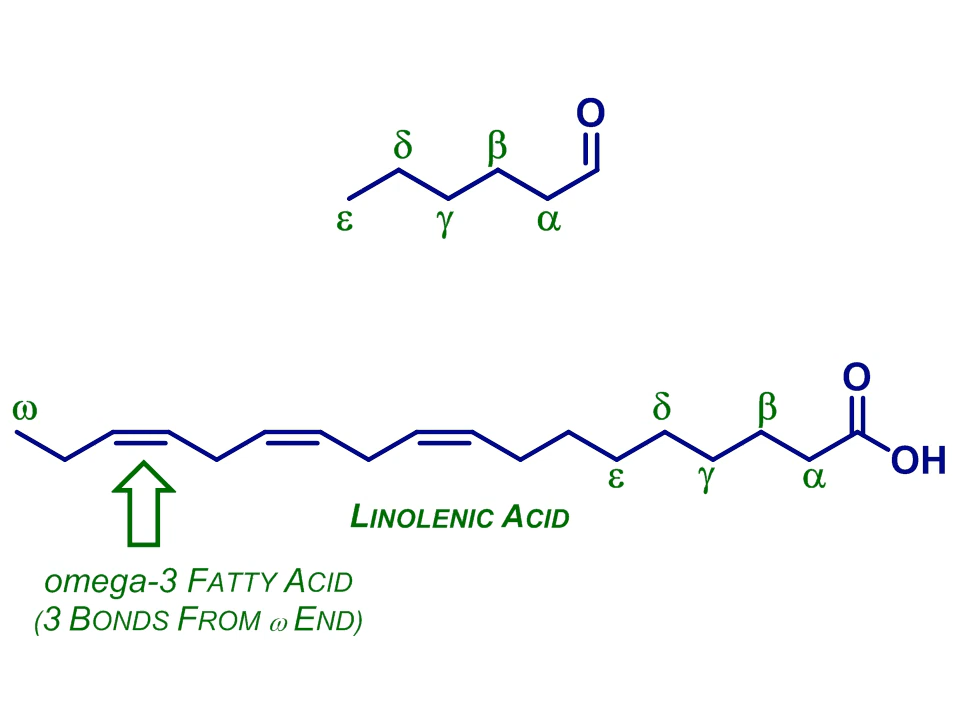 O
δ β
ε γ α
O
ω δ β
OH
ε γ α
LINOLENIC ACID
omega-3 FATTY ACID
(3 BONDS FROM ω END)